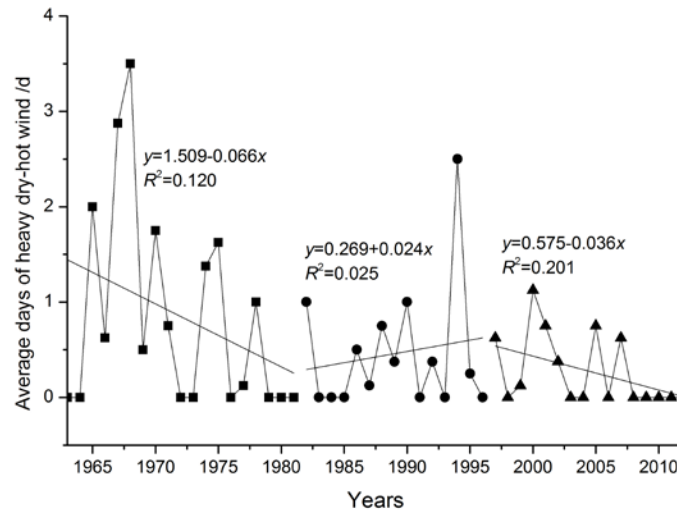 Average days of heavy dry-hot wind /d
4
3
2
1
0
y=1.509-0.066x
R²=0.120
y=0.269+0.024x
R²=0.025
y=0.575-0.036x
R²=0.201
1965 1970 1975 1980 1985 1990 1995 2000 2005 2010
Years